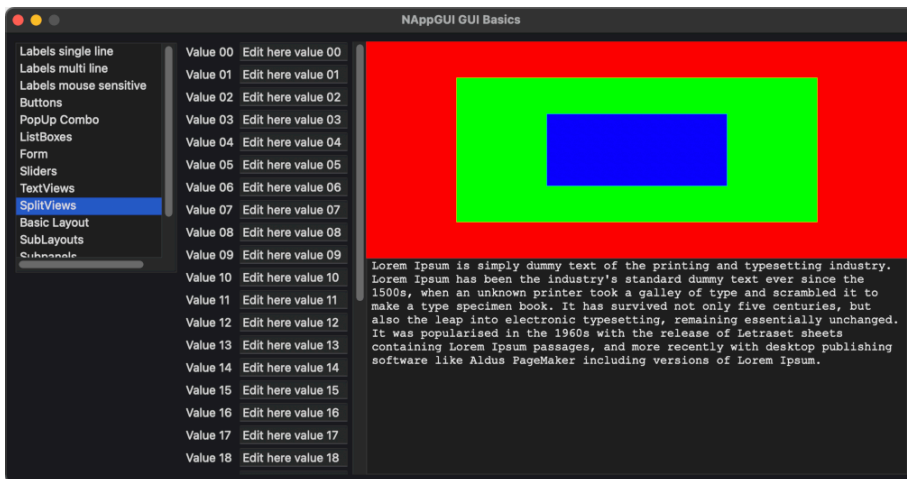 NAppGUI GUI Basics
Labels single line
Labels multi line
Labels mouse sensitive
Buttons
PopUp Combo
ListBoxes
Form
Sliders
TextViews
SplitViews
Basic Layout
SubLayouts
Subpanels
Value 00 Edit here value 00
Value 01 Edit here value 01
Value 02 Edit here value 02
Value 03 Edit here value 03
Value 04 Edit here value 04
Value 05 Edit here value 05
Value 06 Edit here value 06
Value 07 Edit here value 07
Value 08 Edit here value 08
Value 09 Edit here value 09
Value 10 Edit here value 10
Value 11 Edit here value 11
Value 12 Edit here value 12
Value 13 Edit here value 13
Value 14 Edit here value 14
Value 15 Edit here value 15
Value 16 Edit here value 16
Value 17 Edit here value 17
Value 18 Edit here value 18
Lorem Ipsum is simply dummy text of the printing and typesetting industry.
Lorem Ipsum has been the industry's standard dummy text ever since the
1500s, when an unknown printer took a galley of type and scrambled it to
make a type specimen book. It has survived not only five centuries, but
also the leap into electronic typesetting, remaining essentially unchanged.
It was popularised in the 1960s with the release of Letraset sheets
containing Lorem Ipsum passages, and more recently with desktop publishing
software like Aldus PageMaker including versions of Lorem Ipsum.